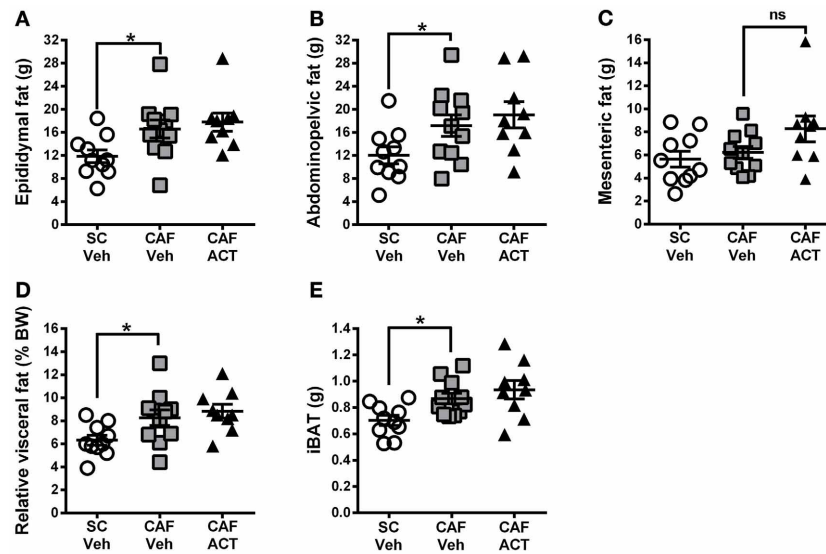 A
Epididymal fat (g)
32
28
24
20
16
12
8
4
0
*
SC
Veh
CAF
Veh
CAF
ACT
B
Abdominopelvic fat (g)
32
28
24
20
16
12
8
4
0
*
SC
Veh
CAF
Veh
CAF
ACT
C
Mesenteric fat (g)
16
14
12
10
8
6
4
2
0
ns
SC
Veh
CAF
Veh
CAF
ACT
D
Relative visceral fat (% BW)
16
14
12
10
8
6
4
2
0
*
SC
Veh
CAF
Veh
CAF
ACT
E
iBAT (g)
1.4
1.2
1.0
0.8
0.6
0.4
0.2
0.0
*
SC
Veh
CAF
Veh
CAF
ACT